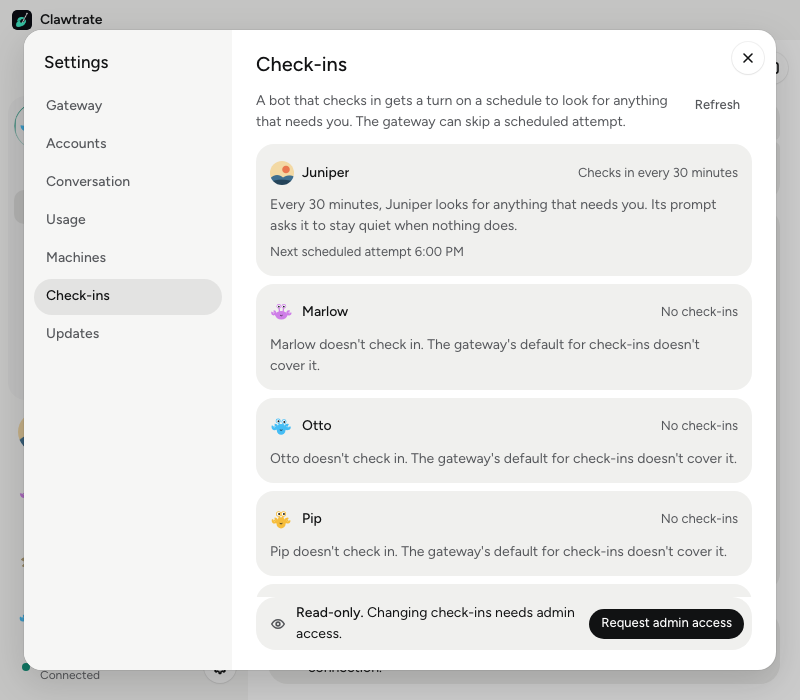 Clawtrate
Settings
Gateway
Accounts
Conversation
Usage
Machines
Check-ins
Updates
Connected
Check-ins
A bot that checks in gets a turn on a schedule to look for anything
that needs you. The gateway can skip a scheduled attempt.
Refresh
Juniper
Checks in every 30 minutes
Every 30 minutes, Juniper looks for anything that needs you. Its prompt
asks it to stay quiet when nothing does.
Next scheduled attempt 6:00 PM
Marlow
No check-ins
Marlow doesn't check in. The gateway's default for check-ins doesn't
cover it.
Otto
No check-ins
Otto doesn't check in. The gateway's default for check-ins doesn't cover it.
Pip
No check-ins
Pip doesn't check in. The gateway's default for check-ins doesn't cover it.
Read-only. Changing check-ins needs admin
access.
Request admin access
connection.